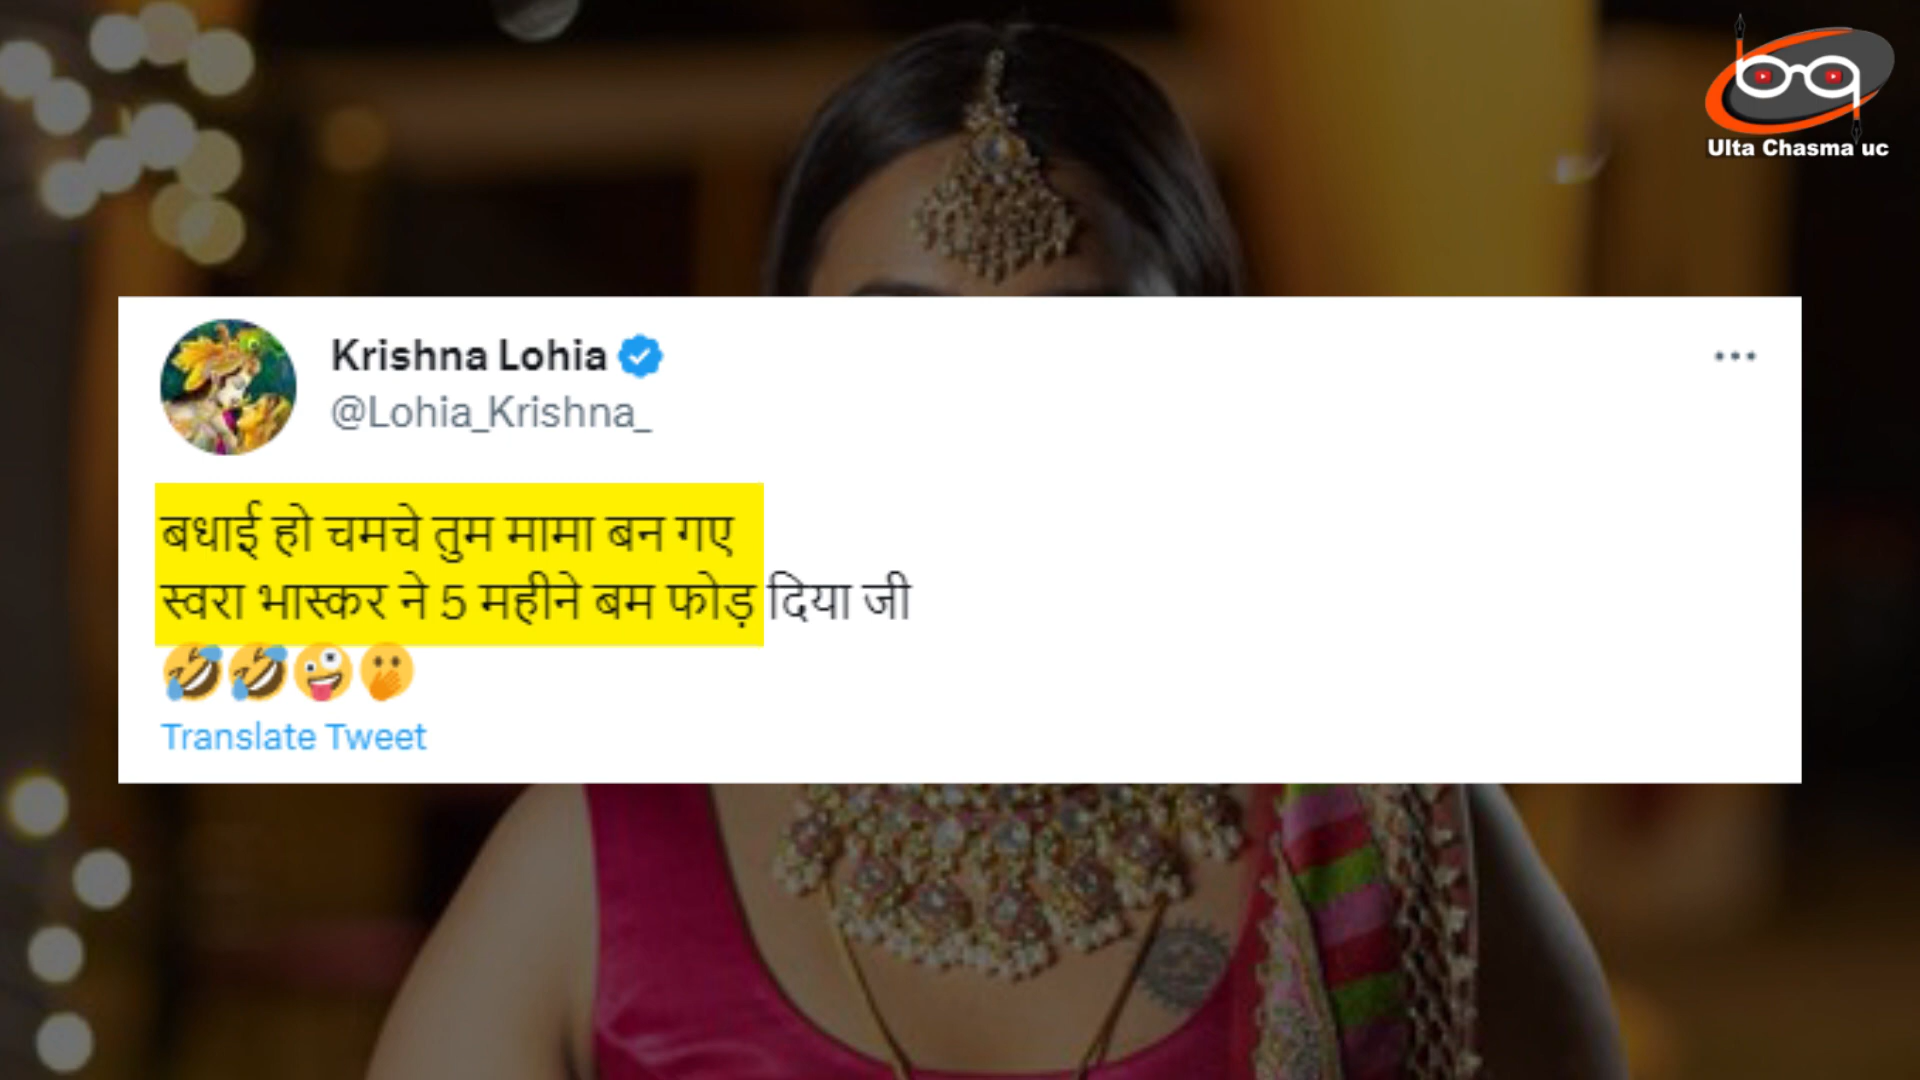 Ulta Chasma uc
Krishna Lohia
@Lohia_Krishna_
बधाई हो चमचे तुम मामा बन गए
स्वरा भास्कर ने 5 महीने बम फोड़ दिया जी
🤣🤣🤪🤭
Translate Tweet